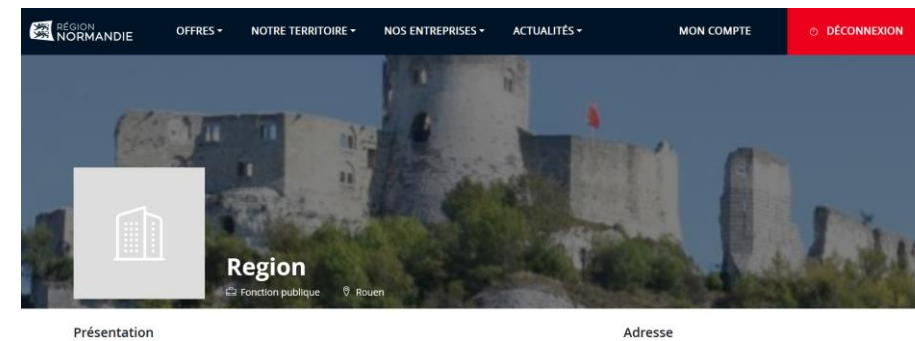 RÉGION
NORMANDIE
OFFRES
NOTRE TERRITOIRE
NOS ENTREPRISES
ACTUALITÉS
MON COMPTE
DÉCONNEXION
Region
Fonction publique
Rouen
Présentation
Adresse